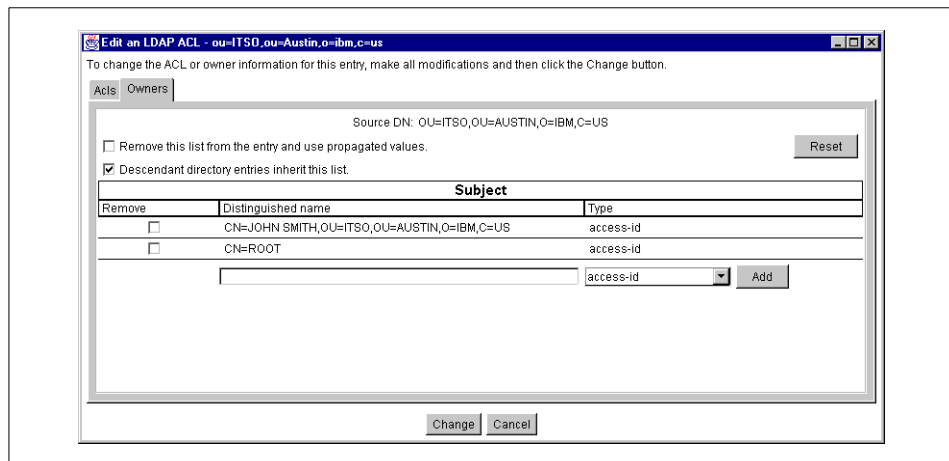 Edit an LDAP ACL - ou=ITSO,ou=Austin,o=ibm,c=us
To change the ACL or owner information for this entry, make all modifications and then click the Change button.
Acls Owners
Source DN: OU=ITSO,OU=AUSTIN,O=IBM,C=US
Remove this list from the entry and use propagated values. Reset
Descendant directory entries inherit this list.
Subject
Remove Distinguished name Type
CN=JOHN SMITH,OU=ITSO,OU=AUSTIN,O=IBM,C=US access-id
CN=ROOT access-id
access-id Add
Change Cancel